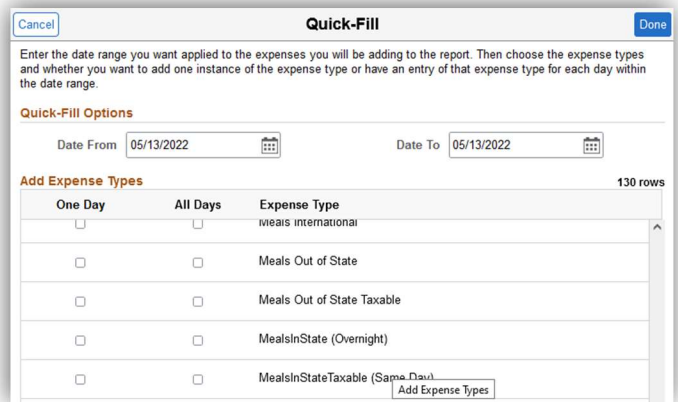 Cancel Quick-Fill Done
Enter the date range you want applied to the expenses you will be adding to the report. Then choose the expense types
and whether you want to add one instance of the expense type or have an entry of that expense type for each day within
the date range.
Quick-Fill Options
Date From 05/13/2022 Date To 05/13/2022
Add Expense Types 130 rows
One Day All Days Expense Type
Meals International
Meals Out of State
Meals Out of State Taxable
MealsInState (Overnight)
MealsInStateTaxable (Same Day)
Add Expense Types